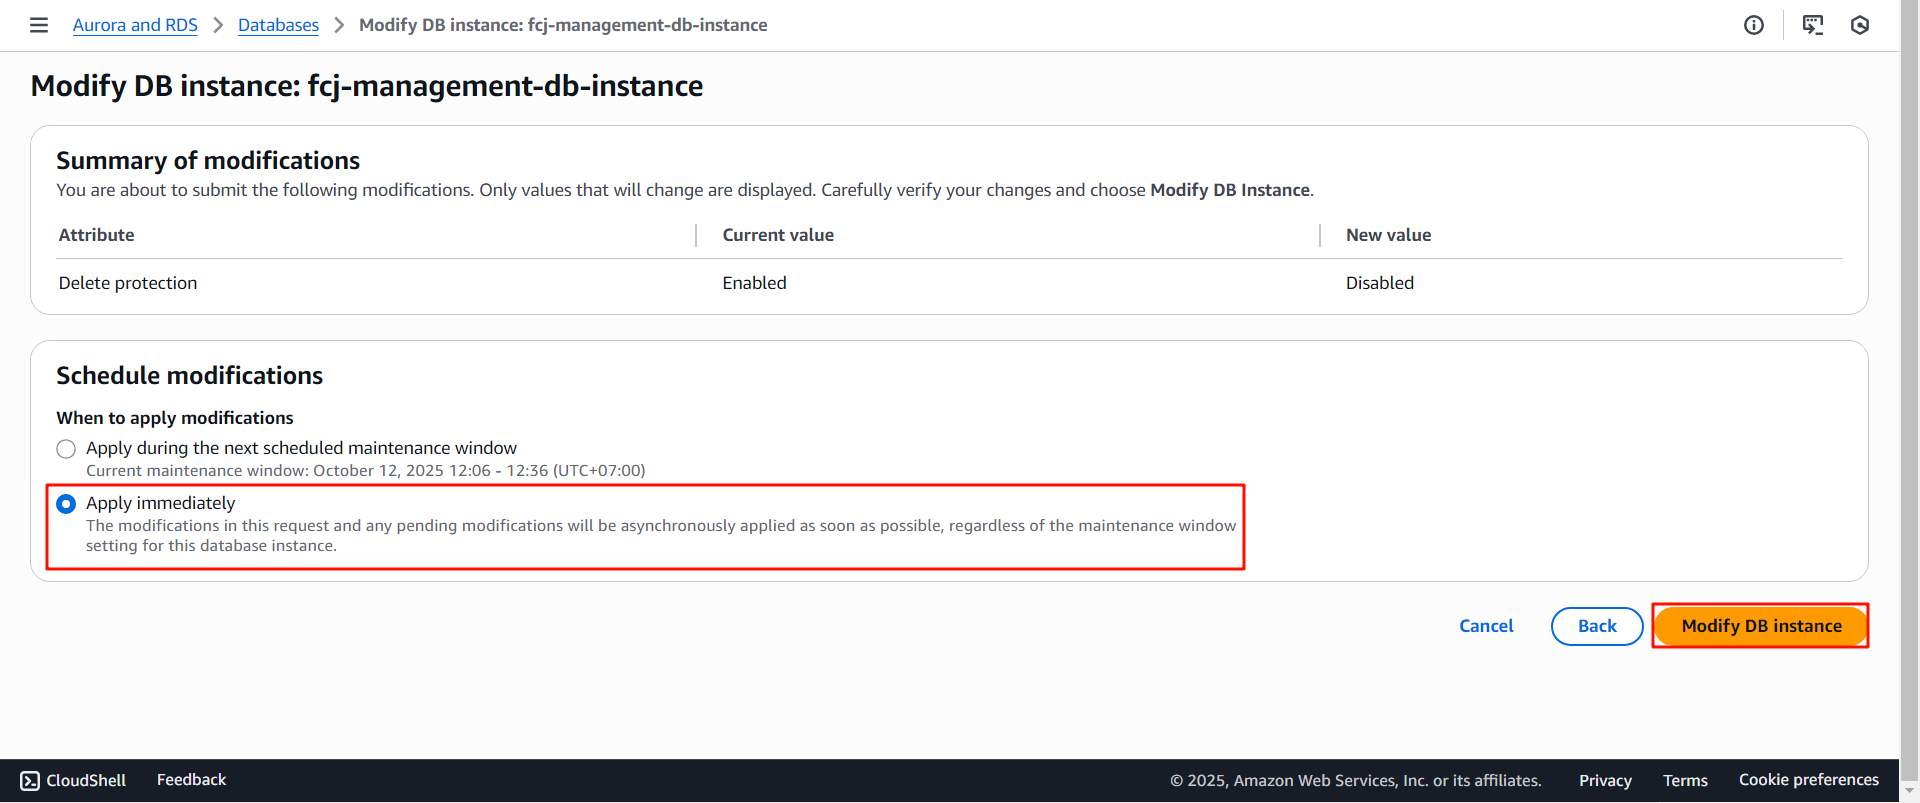 Aurora and RDS > Databases > Modify DB instance: fcj-management-db-instance
Modify DB instance: fcj-management-db-instance
Summary of modifications
You are about to submit the following modifications. Only values that will change are displayed. Carefully verify your changes and choose Modify DB Instance.
Attribute Current value New value
Delete protection Enabled Disabled
Schedule modifications
When to apply modifications
Apply during the next scheduled maintenance window
Current maintenance window: October 12, 2025 12:06 - 12:36 (UTC+07:00)
Apply immediately
The modifications in this request and any pending modifications will be asynchronously applied as soon as possible, regardless of the maintenance window
setting for this database instance.
Cancel Back Modify DB instance
CloudShell Feedback © 2025, Amazon Web Services, Inc. or its affiliates. Privacy Terms Cookie preferences